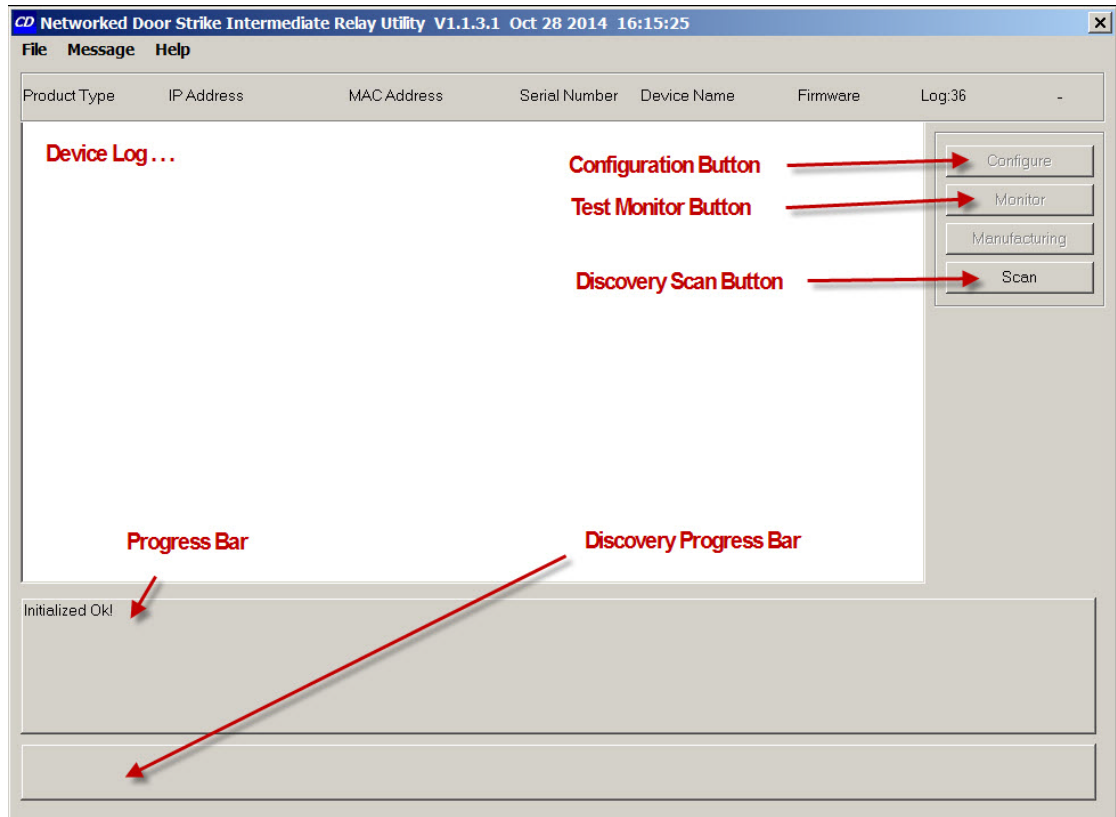 CD Networked Door Strike Intermediate Relay Utility V1.1.3.1 Oct 28 2014 16:15:25
File Message Help
Product Type IP Address MAC Address Serial Number Device Name Firmware Log:36 -
Device Log . . .
Configuration Button
Configure
Test Monitor Button
Monitor
Manufacturing
Discovery Scan Button
Scan
Progress Bar
Discovery Progress Bar
Initialized Ok!